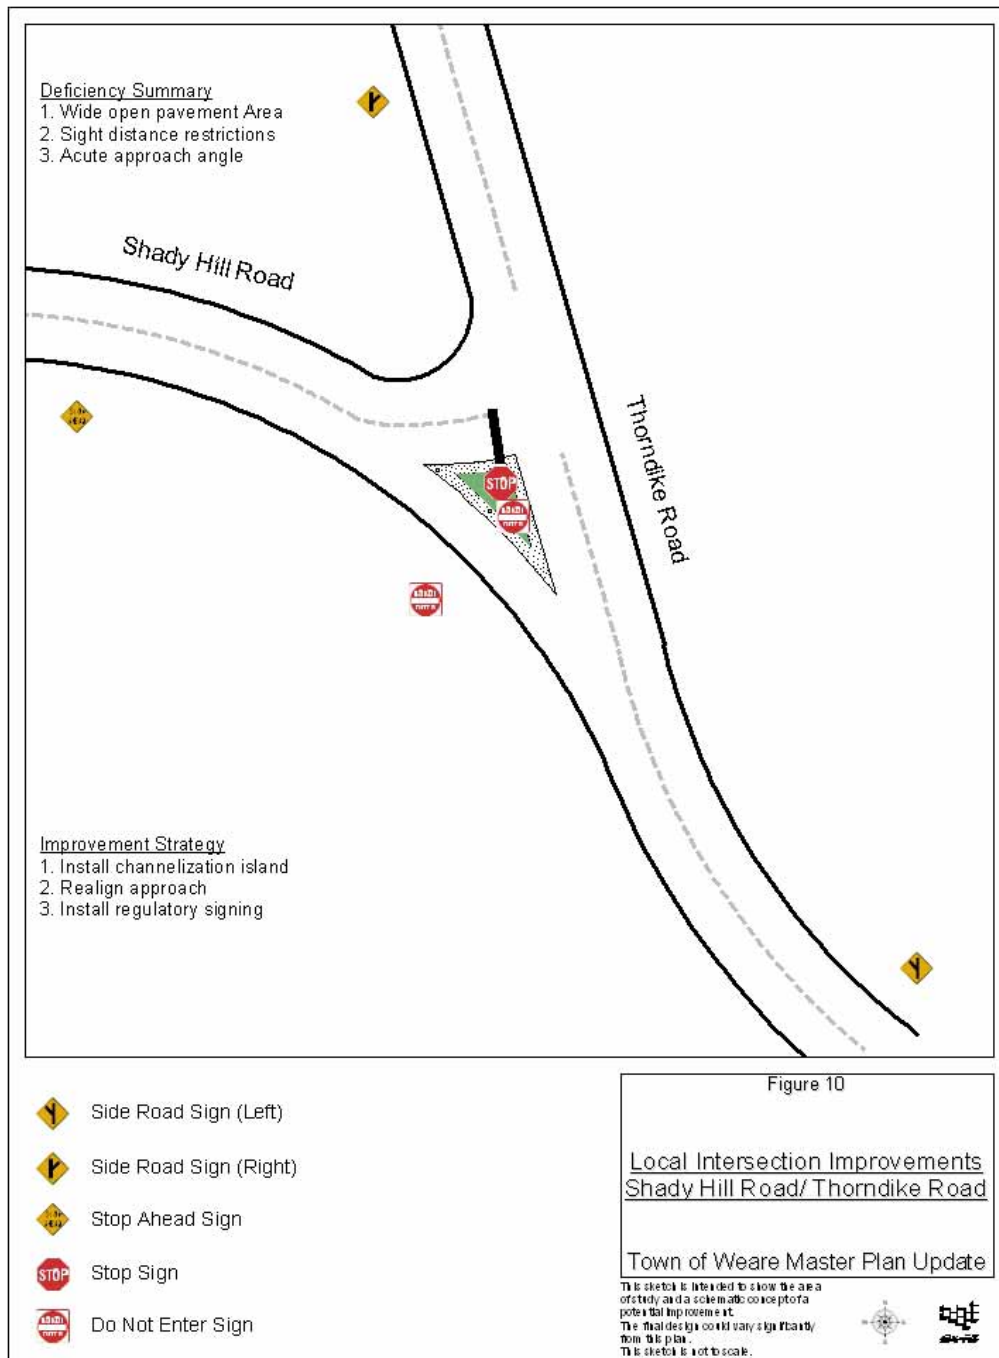 Deficiency Summary
1. Wide open pavement Area
2. Sight distance restrictions
3. Acute approach angle
Shady Hill Road
Thorndike Road
STOP
Improvement Strategy
1. Install channelization island
2. Realign approach
3. Install regulatory signing
Side Road Sign (Left)
Side Road Sign (Right)
Stop Ahead Sign
STOP
Stop Sign
Do Not Enter Sign
Figure 10
Local Intersection Improvements
Shady Hill Road/ Thorndike Road
Town of Weare Master Plan Update
This sketch is intended to show the area
of study and a schematic concept of a
potential improvement.
The final design could vary significantly
from this plan.
This sketch is not to scale.